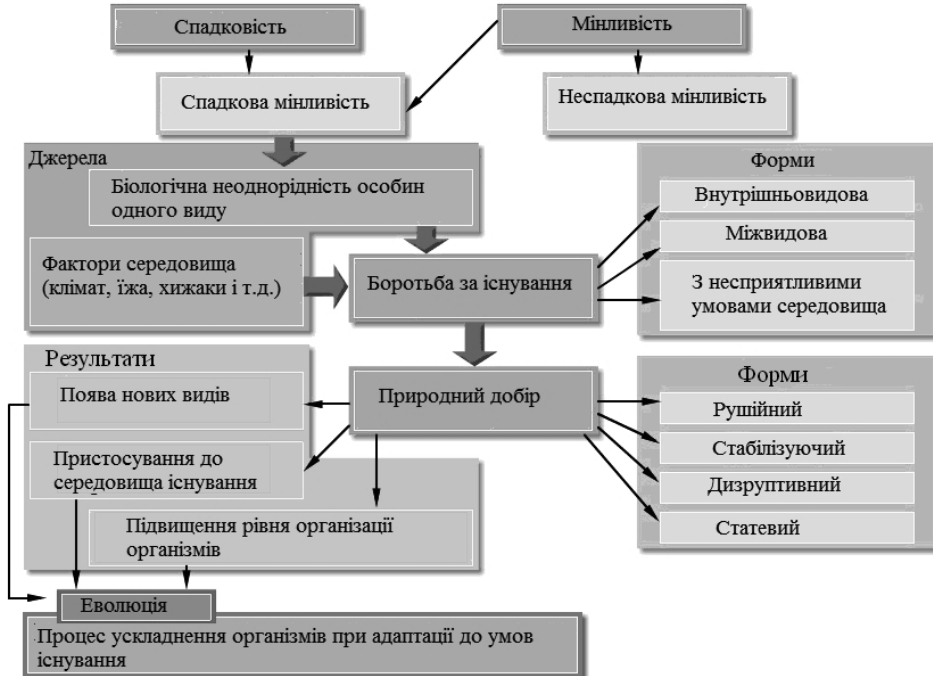 Спадковість
Мінливість
Спадкова мінливість
Неспадкова мінливість
Джерела
Біологічна неоднорідність особин
одного виду
Фактори середовища
(клімат, їжа, хижаки і т.д.)
Боротьба за існування
Форми
Внутрішньовидова
Міжвидова
З несприятливими
умовами середовища
Результати
Поява нових видів
Пристосування до
середовища існування
Підвищення рівня організації
організмів
Природний добір
Форми
Рушійний
Стабілізуючий
Дизруптивний
Статевий
Еволюція
Процес ускладнення організмів при адаптації до умов
існування